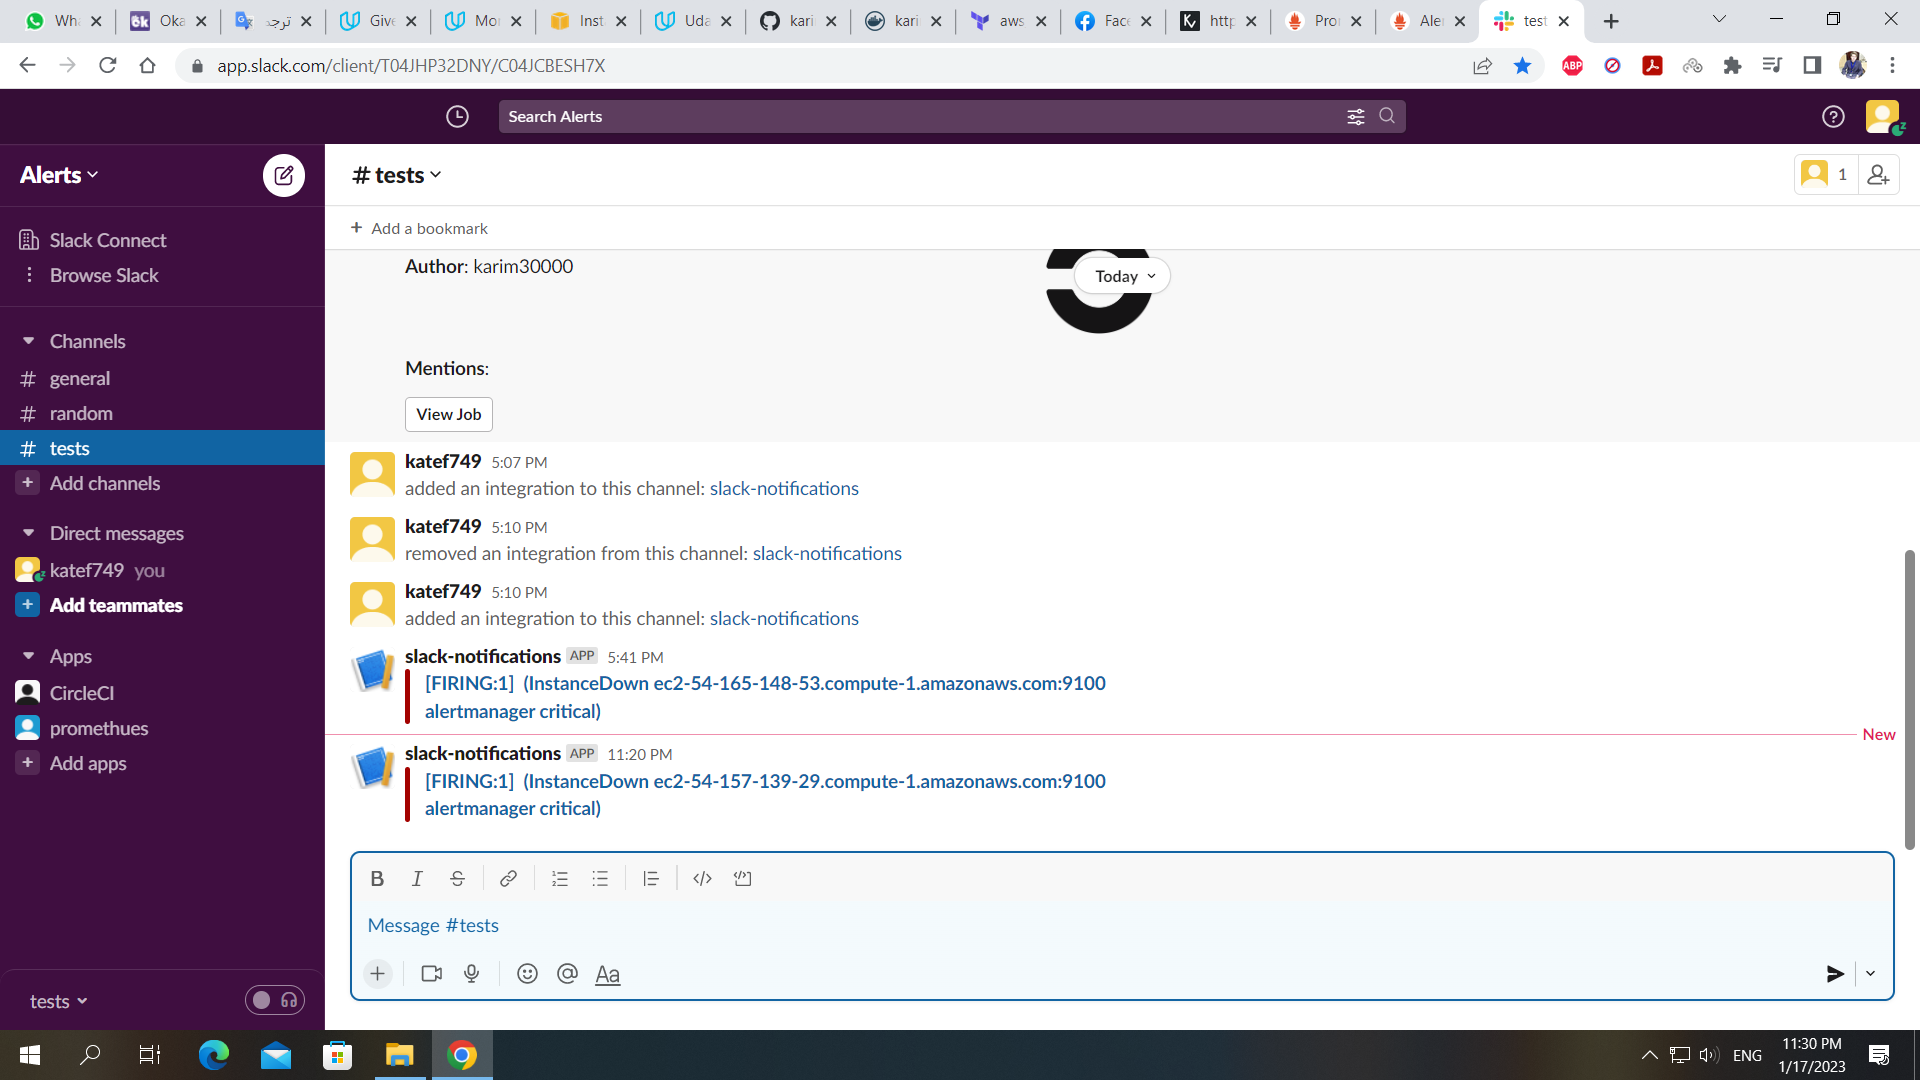 Wha
Oka
ترجمة
Give
Mor
Inst
Uda
kari
kari
aws
Face
http
Pro
Aler
test
app.slack.com/client/T04JHP32DNY/C04JCBESH7X
ABP
Search Alerts
Alerts
# tests
1
Slack Connect
Browse Slack
Add a bookmark
Author: karim30000
Today
Mentions:
View Job
Channels
# general
# random
# tests
Add channels
Direct messages
katef749 you
Add teammates
Apps
CircleCI
promethues
Add apps
katef749 5:07 PM
added an integration to this channel: slack-notifications
katef749 5:10 PM
removed an integration from this channel: slack-notifications
katef749 5:10 PM
added an integration to this channel: slack-notifications
slack-notifications APP 5:41 PM
[FIRING:1] (InstanceDown ec2-54-165-148-53.compute-1.amazonaws.com:9100
alertmanager critical)
New
slack-notifications APP 11:20 PM
[FIRING:1] (InstanceDown ec2-54-157-139-29.compute-1.amazonaws.com:9100
alertmanager critical)
Message #tests
Aa
tests
ENG
11:30 PM
1/17/2023